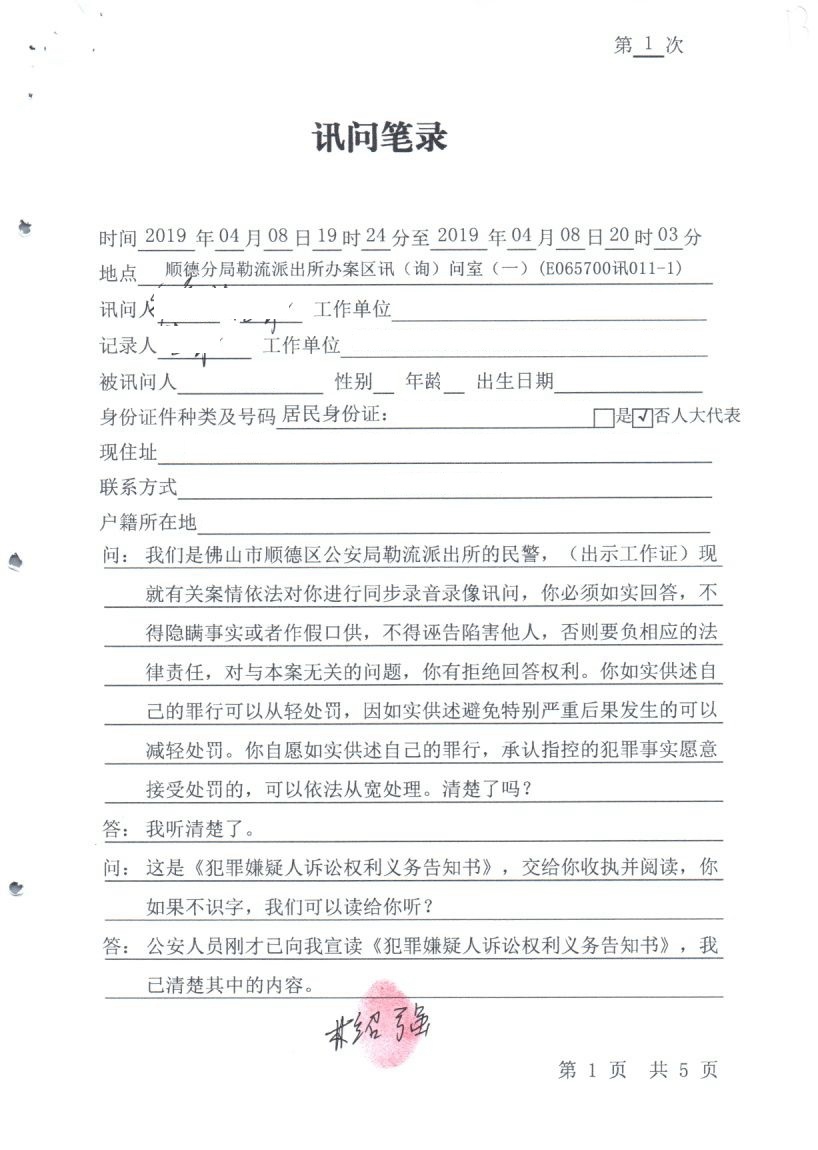 第 1 次
讯问笔录
时间 2019 年 04 月 08 日 19 时 24 分至 2019 年 04 月 08 日 20 时 03 分
地点 顺德分局勒流派出所办案区讯（询）问室（一）(E065700讯011-1)
讯问人 工作单位
记录人 工作单位
被讯问人 性别 年龄 出生日期
身份证件种类及号码 居民身份证： □是☑否人大代表
现住址
联系方式
户籍所在地
问： 我们是佛山市顺德区公安局勒流派出所的民警，（出示工作证）现
就有关案情依法对你进行同步录音录像讯问，你必须如实回答，不
得隐瞒事实或者作假口供，不得诬告陷害他人，否则要负相应的法
律责任，对与本案无关的问题，你有拒绝回答权利。你如实供述自
己的罪行可以从轻处罚，因如实供述避免特别严重后果发生的可以
减轻处罚。你自愿如实供述自己的罪行，承认指控的犯罪事实愿意
接受处罚的，可以依法从宽处理。清楚了吗？
答： 我听清楚了。
问： 这是《犯罪嫌疑人诉讼权利义务告知书》，交给你收执并阅读，你
如果不识字，我们可以读给你听？
答： 公安人员刚才已向我宣读《犯罪嫌疑人诉讼权利义务告知书》，我
已清楚其中的内容。
绍强
第 1 页 共 5 页